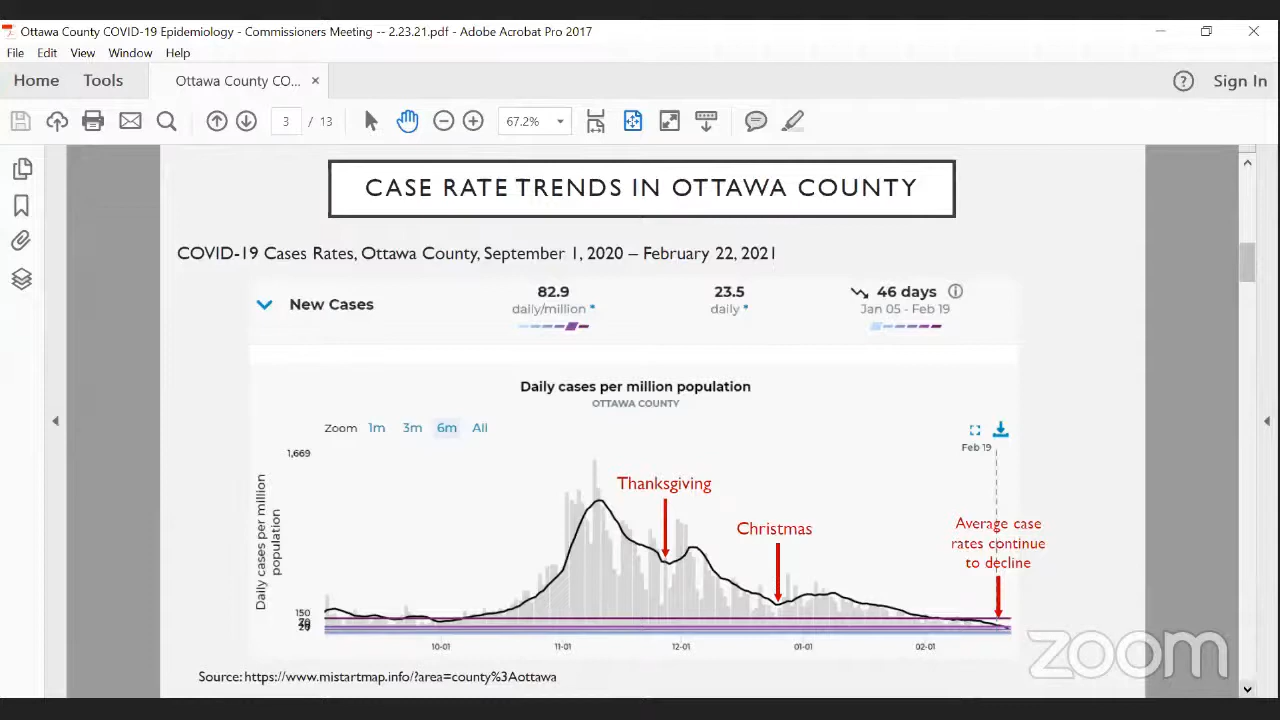 Ottawa County COVID-19 Epidemiology - Commissioners Meeting -- 2.23.21.pdf - Adobe Acrobat Pro 2017
File Edit View Window Help
Home Tools Ottawa County CO... × Sign In
3 / 13 67.2%
CASE RATE TRENDS IN OTTAWA COUNTY
COVID-19 Cases Rates, Ottawa County, September 1, 2020 – February 22, 2021
New Cases
82.9
daily/million *
23.5
daily *
46 days
Jan 05 - Feb 19
Daily cases per million population
OTTAWA COUNTY
Zoom 1m 3m 6m All
Feb 19
1,669
Daily cases per million
population
Thanksgiving
Christmas
Average case
rates continue
to decline
150
70
20
10-01 11-01 12-01 01-01 02-01
Source: https://www.mistartmap.info/?area=county%3Aottawa
zoom